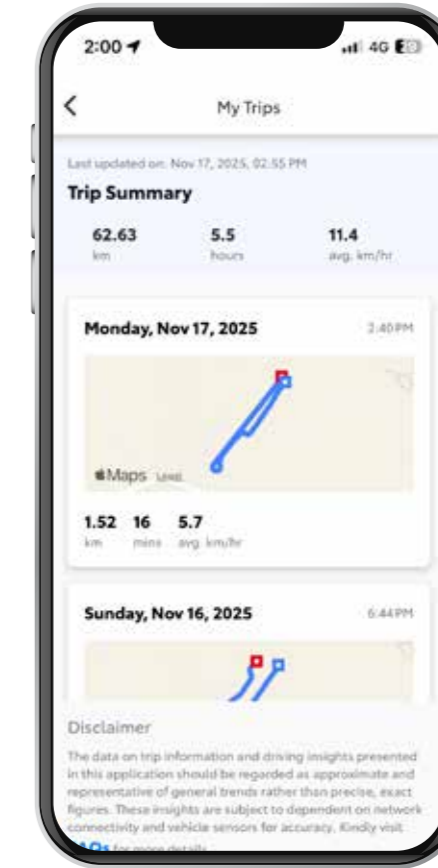 2:00
4G
My Trips
Last updated on: Nov 17, 2025, 02:55 PM
Trip Summary
62.63 5.5 11.4
km hours avg. km/hr
Monday, Nov 17, 2025 2:40PM
Maps
1.52 16 5.7
km mins avg. km/hr
Sunday, Nov 16, 2025 6:44PM
Disclaimer
The data on trip information and driving insights presented
in this application should be regarded as approximate and
representative of general trends rather than precise, exact
figures. These insights are subject to dependent on network
connectivity and vehicle sensors for accuracy. Kindly visit
for more details